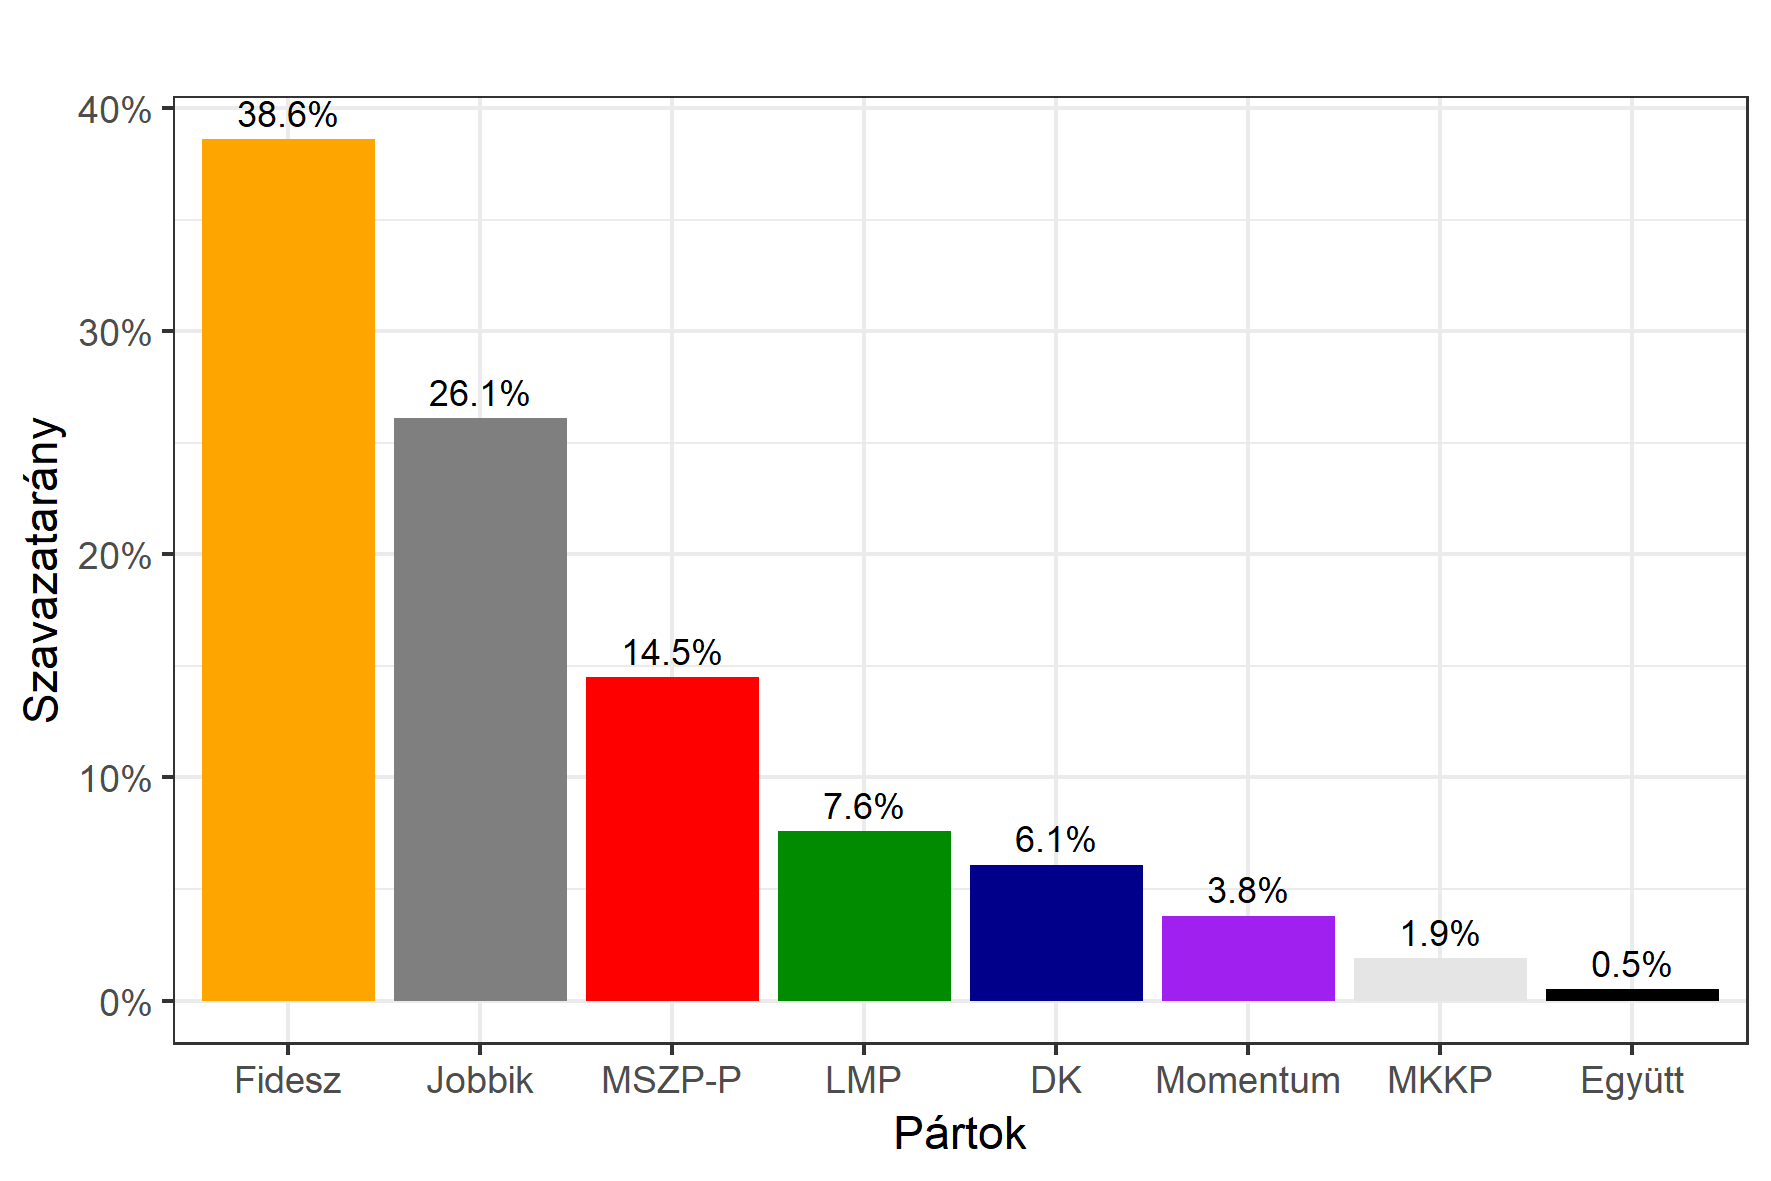 Szavazatarány
40%
30%
20%
10%
0%
38.6%
26.1%
14.5%
7.6%
6.1%
3.8%
1.9%
0.5%
Fidesz
Jobbik
MSZP-P
LMP
DK
Momentum
MKKP
Együtt
Pártok